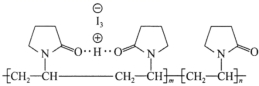 ⊖
I₃
⊕
O··H··O O
N N N
─[CH₂─CH────CH₂─CH]ₘ[CH₂─CH]ₙ─